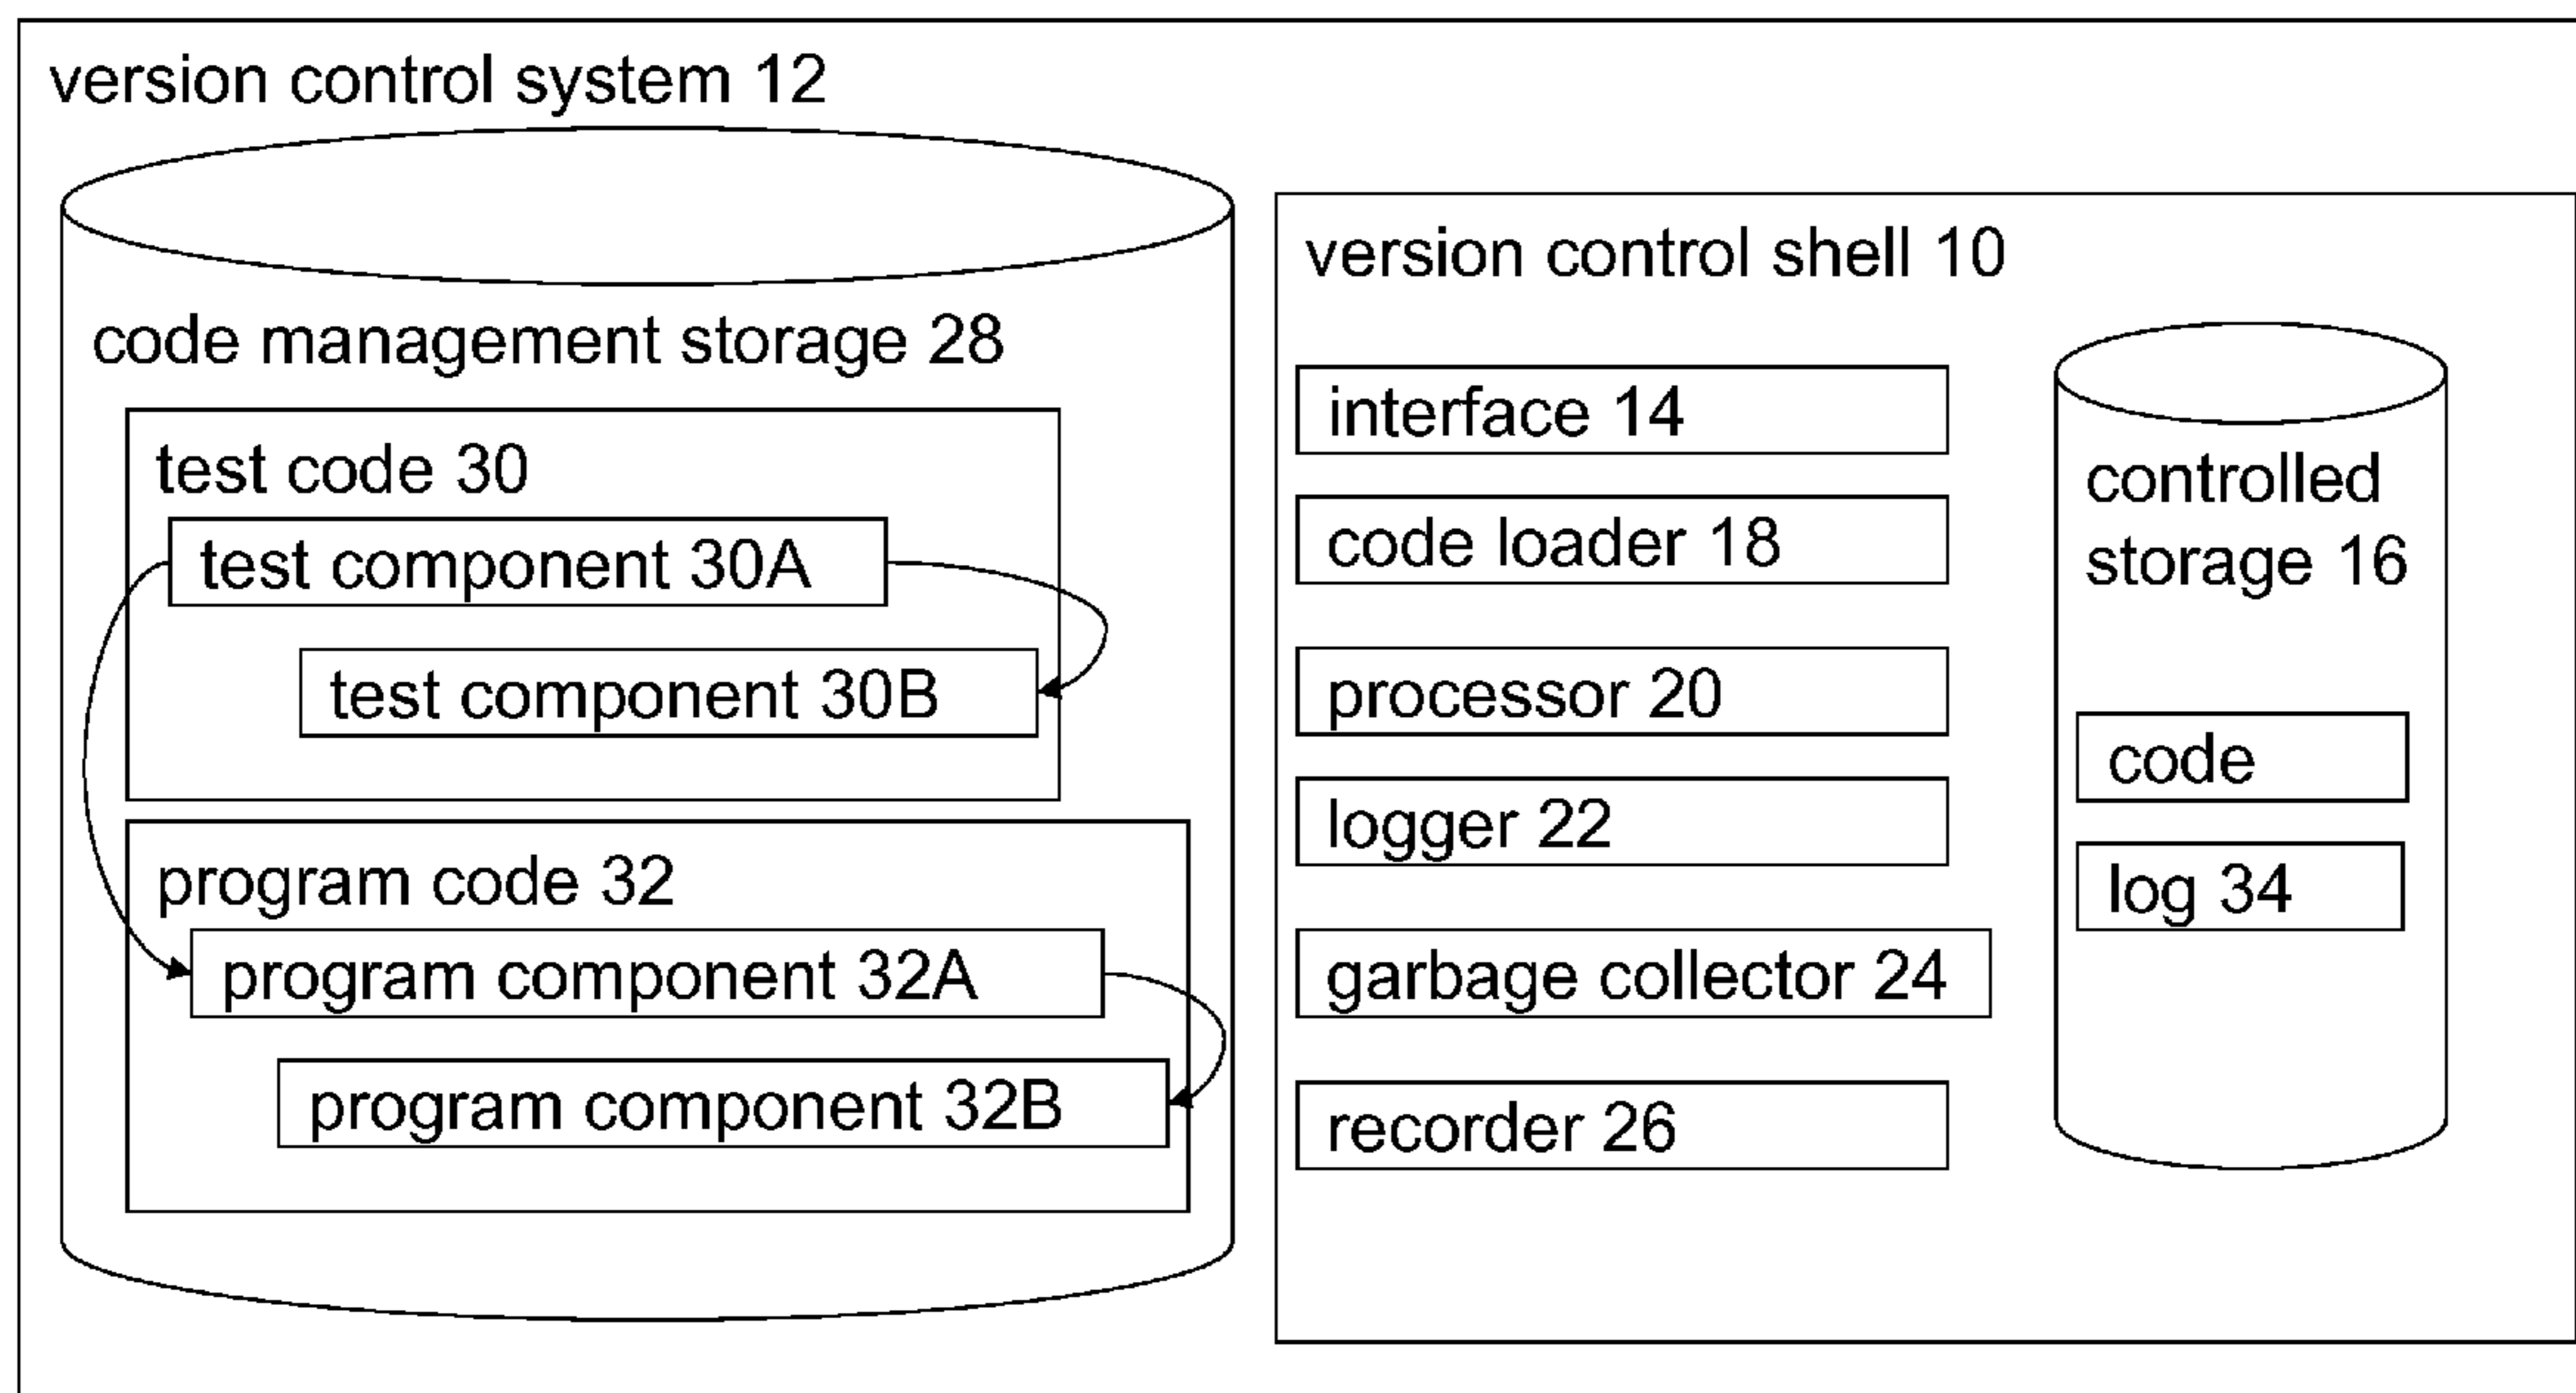 version control system 12
code management storage 28
test code 30
test component 30A
test component 30B
program code 32
program component 32A
program component 32B
version control shell 10
interface 14
code loader 18
processor 20
logger 22
garbage collector 24
recorder 26
controlled
storage 16
code
log 34